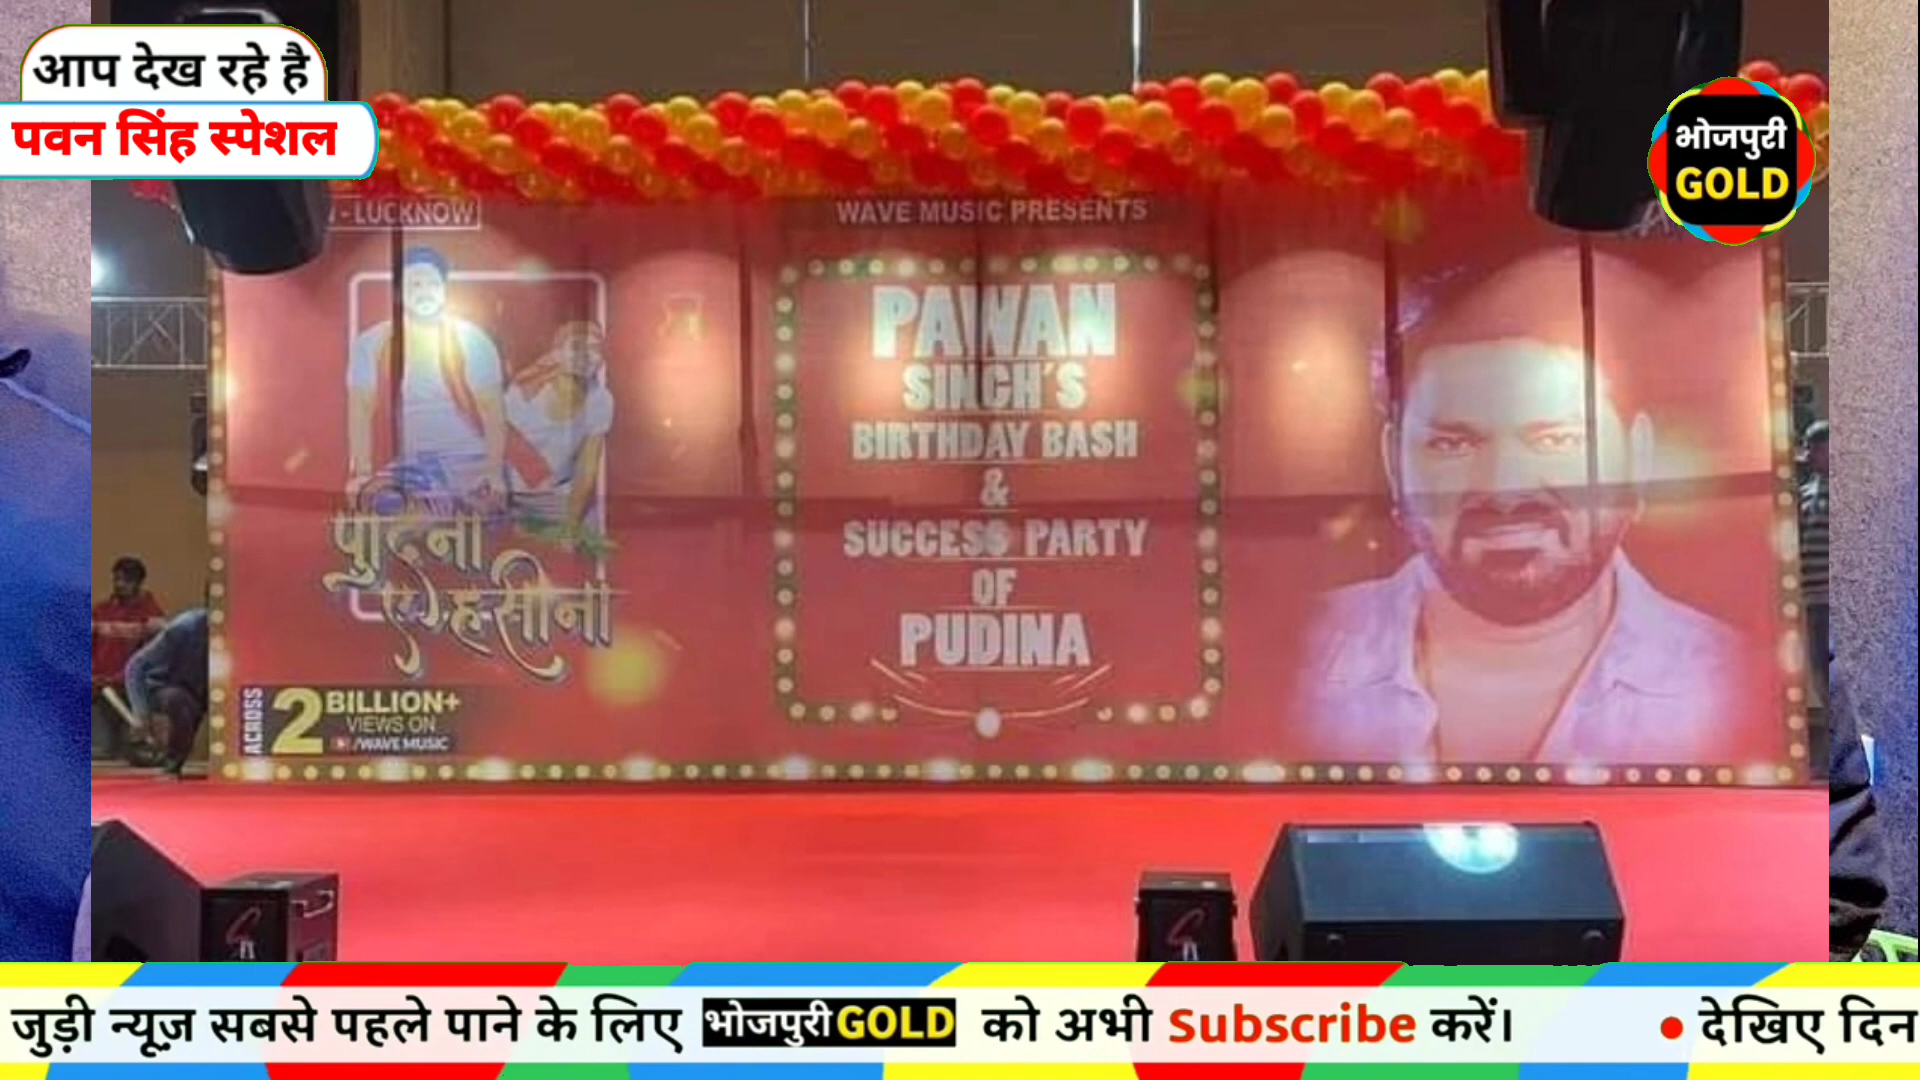 आप देख रहे है
पवन सिंह स्पेशल
भोजपुरी
GOLD
- LUCKNOW
WAVE MUSIC PRESENTS
PAWAN
SINGH'S
BIRTHDAY BASH
&
SUCCESS PARTY
OF
PUDINA
पुदिना
ए हसीना
ACROSS
2 BILLION+
VIEWS ON
/WAVE MUSIC
जुड़ी न्यूज़ सबसे पहले पाने के लिए भोजपुरी GOLD को अभी Subscribe करें। • देखिए दिन